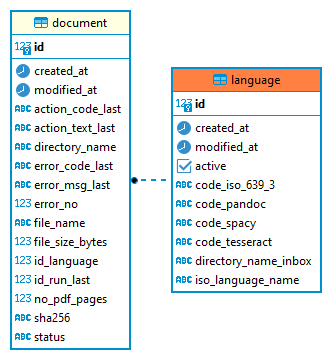 document
123 id
created_at
modified_at
ABC action_code_last
ABC action_text_last
ABC directory_name
ABC error_code_last
ABC error_msg_last
123 error_no
ABC file_name
123 file_size_bytes
123 id_language
123 id_run_last
123 no_pdf_pages
ABC sha256
ABC status
language
123 id
created_at
modified_at
active
ABC code_iso_639_3
ABC code_pandoc
ABC code_spacy
ABC code_tesseract
ABC directory_name_inbox
ABC iso_language_name